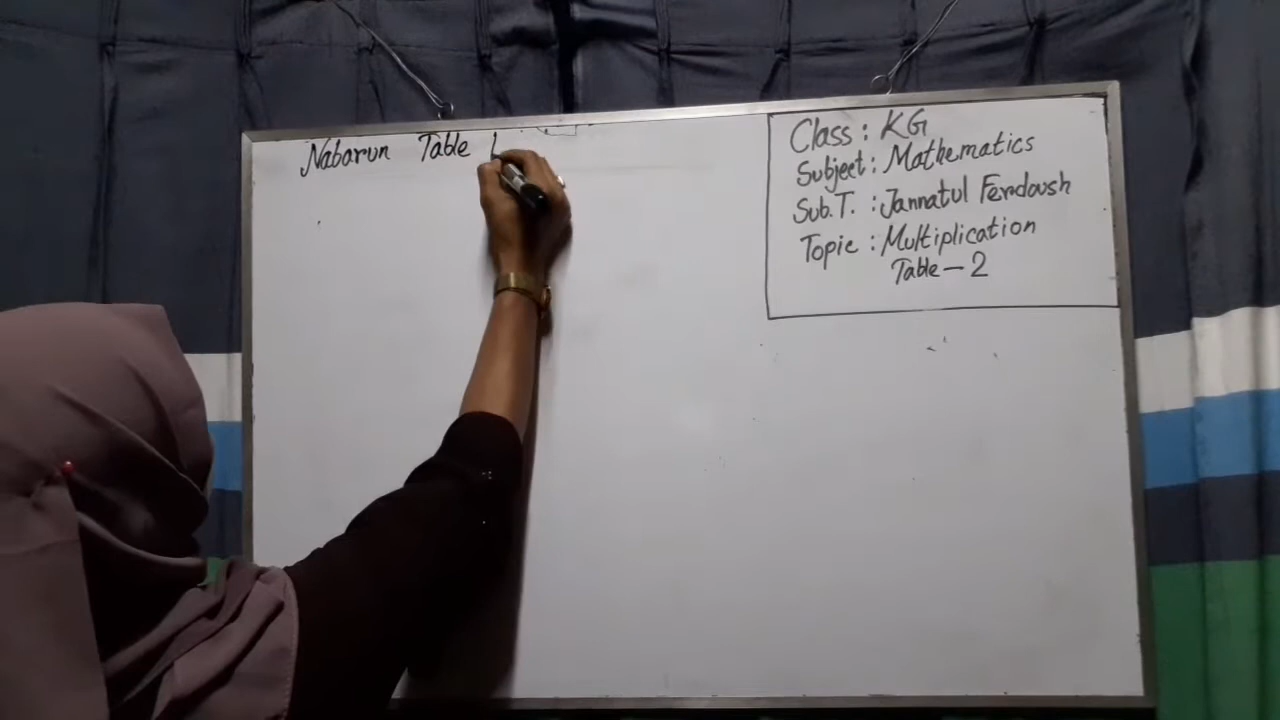 Nabarun Table
Class : KG
Subject : Mathematics
Sub.T. : Jannatul Ferdoush
Topic : Multiplication
Table - 2